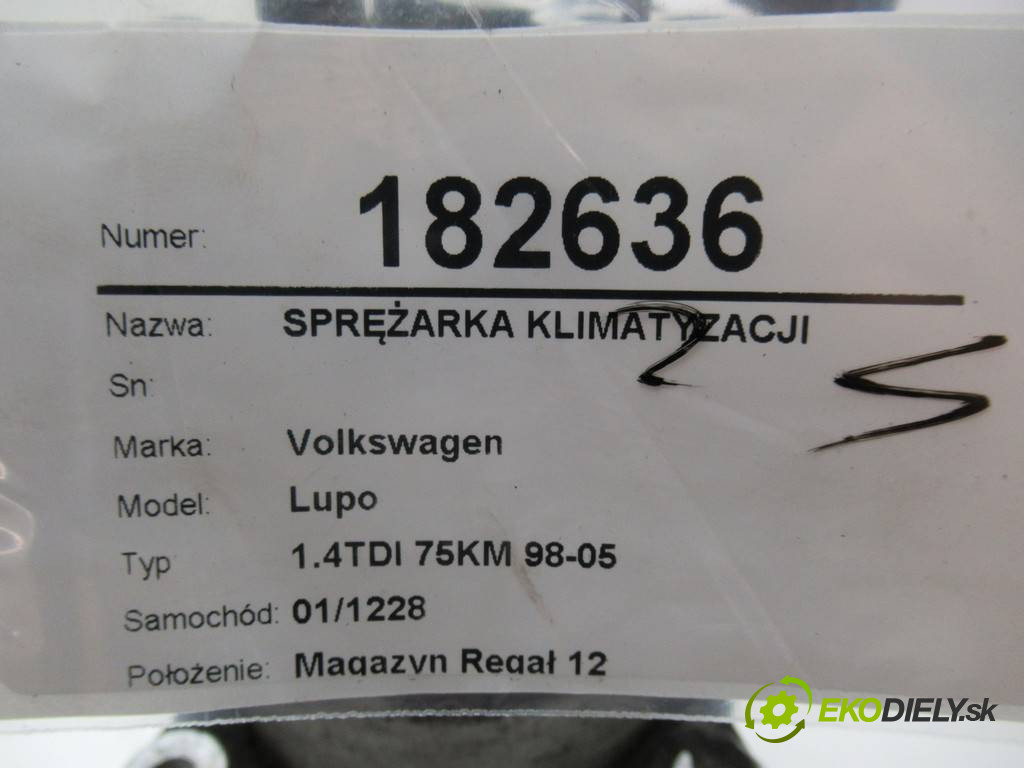 Numer: 182636
Nazwa: SPRĘŻARKA KLIMATYZACJI
Sn:
Marka: Volkswagen
Model: Lupo
Typ 1.4TDI 75KM 98-05
Samochód: 01/1228
Położenie: Magazyn Regał 12
EKODIELY.sk